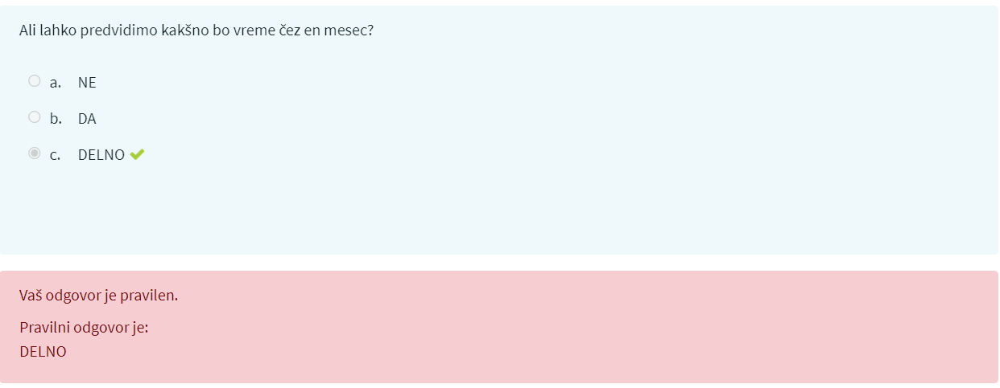 Ali lahko predvidimo kakšno bo vreme čez en mesec?
a. NE
b. DA
c. DELNO
Vaš odgovor je pravilen.
Pravilni odgovor je:
DELNO